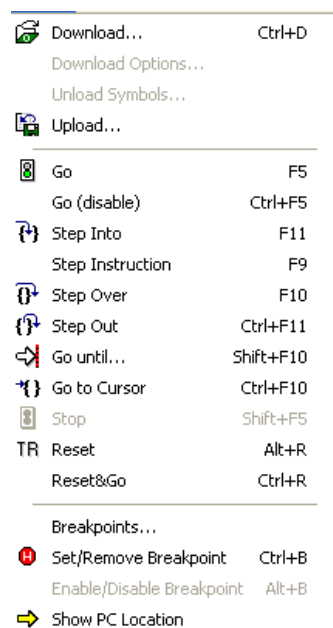 Download... Ctrl+D
Download Options...
Unload Symbols...
Upload...
Go F5
Go (disable) Ctrl+F5
Step Into F11
Step Instruction F9
Step Over F10
Step Out Ctrl+F11
Go until... Shift+F10
Go to Cursor Ctrl+F10
Stop Shift+F5
TR Reset Alt+R
Reset&Go Ctrl+R
Breakpoints...
H Set/Remove Breakpoint Ctrl+B
Enable/Disable Breakpoint Alt+B
Show PC Location